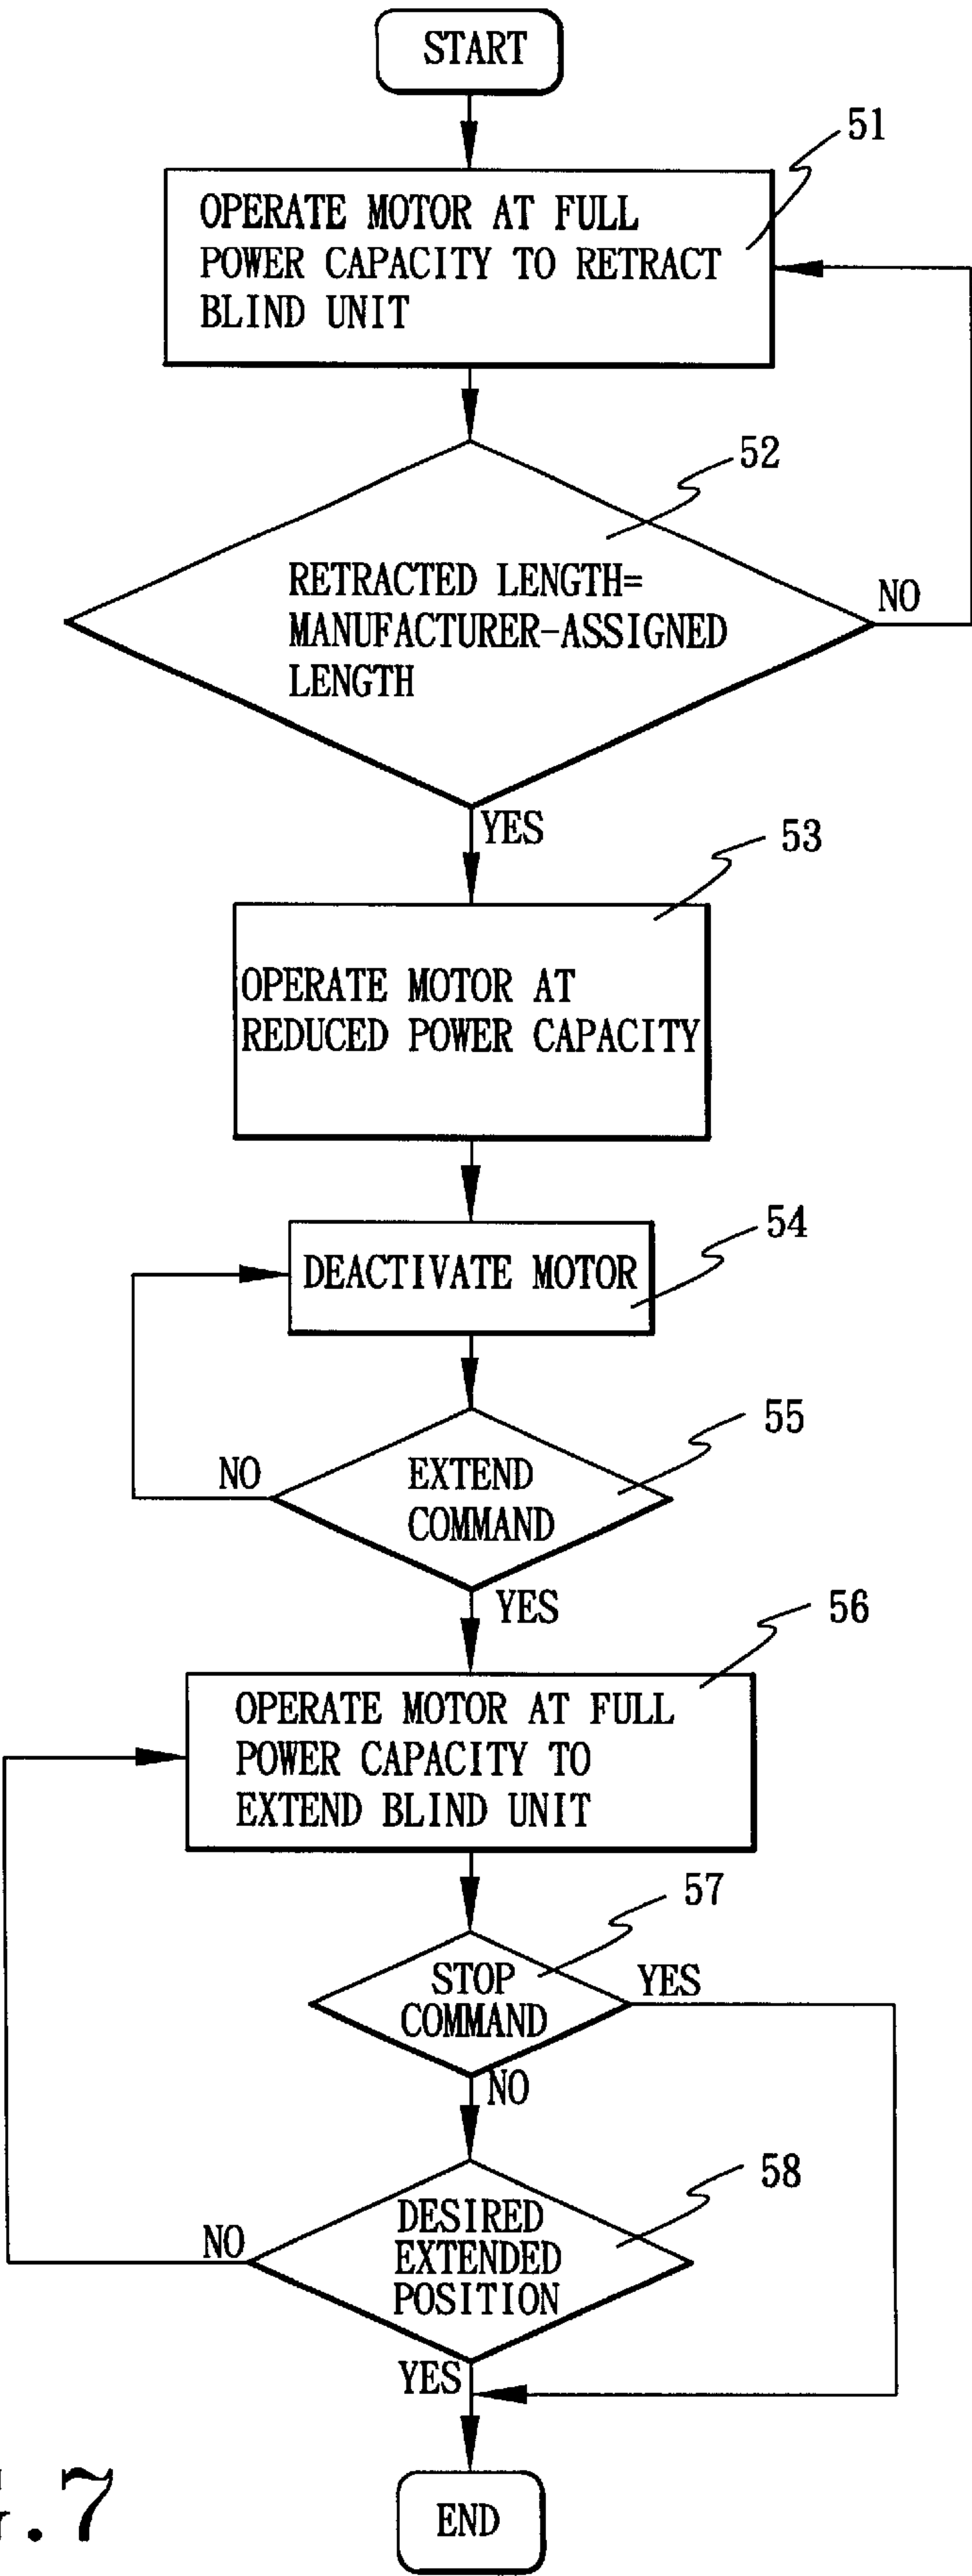 START
51
OPERATE MOTOR AT FULL
POWER CAPACITY TO RETRACT
BLIND UNIT
52
RETRACTED LENGTH=
MANUFACTURER-ASSIGNED
LENGTH
NO
YES
53
OPERATE MOTOR AT
REDUCED POWER CAPACITY
54
DEACTIVATE MOTOR
55
EXTEND
COMMAND
NO
YES
56
OPERATE MOTOR AT FULL
POWER CAPACITY TO
EXTEND BLIND UNIT
57
STOP
COMMAND
YES
NO
58
DESIRED
EXTENDED
POSITION
NO
YES
END
.7